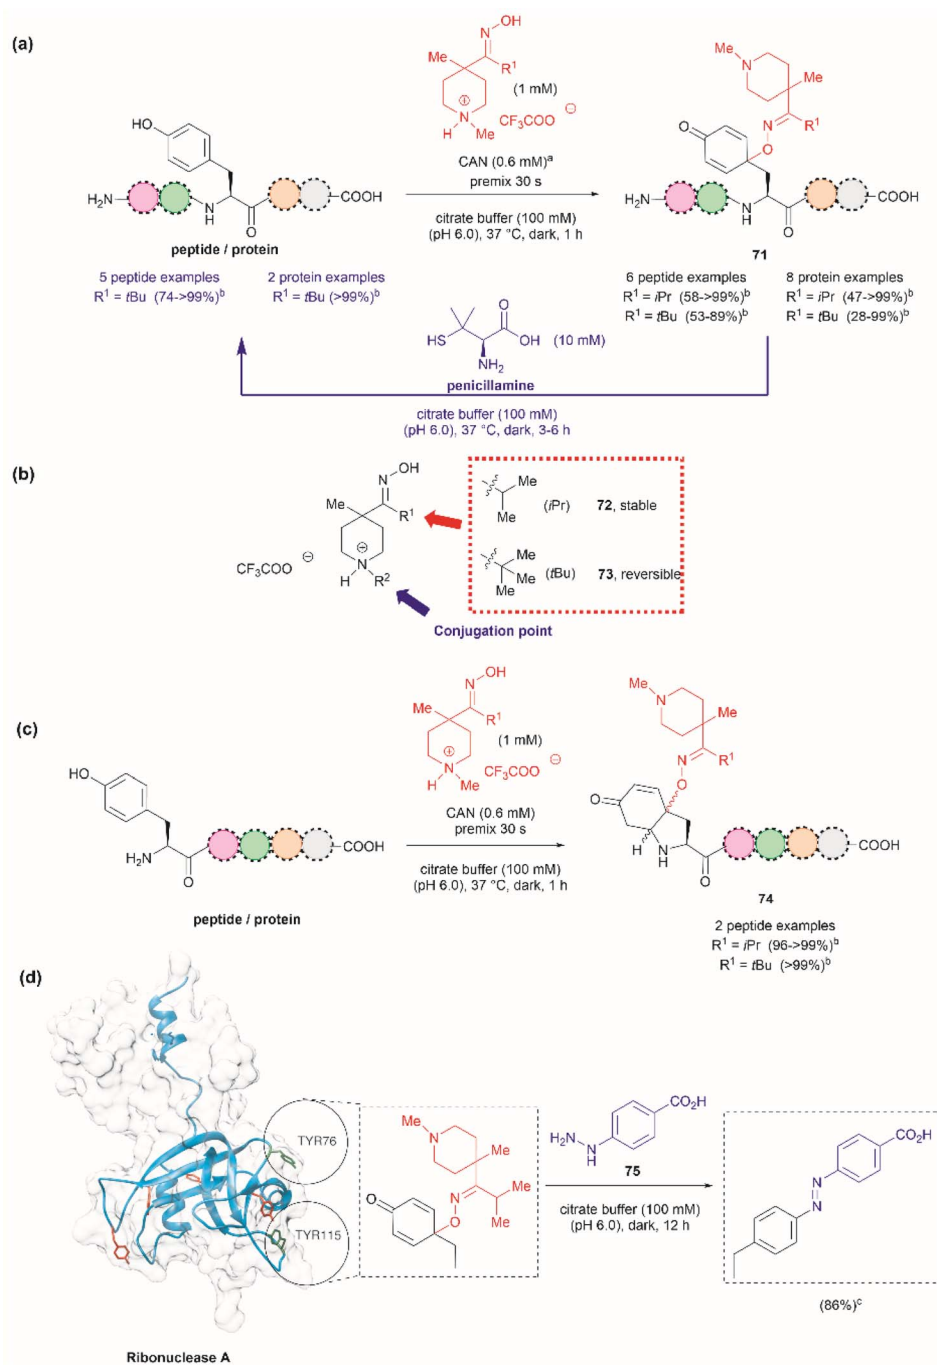 (a)
N
OH
Me
R1
(1 mM)
⊕
N
H Me
CF3COO ⊖
CAN (0.6 mM)a
premix 30 s
citrate buffer (100 mM)
(pH 6.0), 37 °C, dark, 1 h
HO
H2N
N
H
O
COOH
peptide / protein
5 peptide examples
R1 = tBu (74->99%)b
2 protein examples
R1 = tBu (>99%)b
Me
N
Me
N
R1
O
O
H2N
N
H
O
COOH
71
6 peptide examples
R1 = iPr (58->99%)b
R1 = tBu (53-89%)b
8 protein examples
R1 = iPr (47->99%)b
R1 = tBu (28-99%)b
O
HS
OH
(10 mM)
NH2
penicillamine
citrate buffer (100 mM)
(pH 6.0), 37 °C, dark, 3-6 h
(b)
N
OH
Me
R1
⊕
N
H R2
CF3COO ⊖
Me
(iPr) 72, stable
Me
Me
(tBu) 73, reversible
Me
Me
Conjugation point
(c)
N
OH
Me
R1
(1 mM)
⊕
N
H Me
CF3COO ⊖
CAN (0.6 mM)
premix 30 s
citrate buffer (100 mM)
(pH 6.0), 37 °C, dark, 1 h
HO
H2N
O
COOH
peptide / protein
Me
N
Me
N
R1
O
O
H
N
H
O
COOH
74
2 peptide examples
R1 = iPr (96->99%)b
R1 = tBu (>99%)b
(d)
TYR76
TYR115
Ribonuclease A
Me
N
Me
Me
N
O
Me
O
H2N
N
H
CO2H
75
citrate buffer (100 mM)
(pH 6.0), dark, 12 h
CO2H
N
N
(86%)c